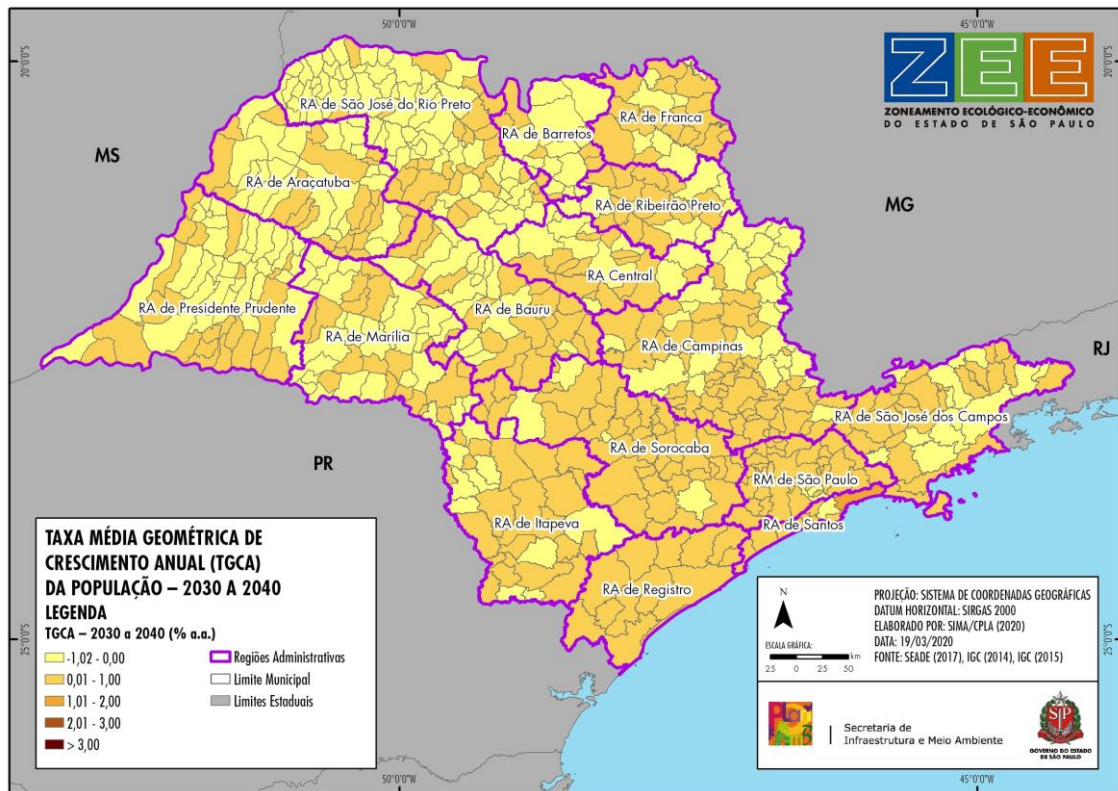 50°0'0"W
45°0'0"W
20°0'0"S
20°0'0"S
ZEE
ZONEAMENTO ECOLÓGICO-ECONÔMICO
DO ESTADO DE SÃO PAULO
RA de São José do Rio Preto
RA de Barretos
RA de Franca
MS
RA de Araçatuba
RA de Ribeirão Preto
MG
RA Central
RA de Presidente Prudente
RA de Bauru
RA de Marília
RA de Campinas
RJ
RA de São José dos Campos
PR
RA de Sorocaba
RM de São Paulo
RA de Itapeva
RA de Santos
RA de Registro
TAXA MÉDIA GEOMÉTRICA DE
CRESCIMENTO ANUAL (TGCA)
DA POPULAÇÃO – 2030 A 2040
LEGENDA
TGCA – 2030 a 2040 (% a.a.)
-1,02 - 0,00
0,01 - 1,00
1,01 - 2,00
2,01 - 3,00
> 3,00
Regiões Administrativas
Limite Municipal
Limites Estaduais
N
ESCALA GRÁFICA:
25 0 25 50 km
PROJEÇÃO: SISTEMA DE COORDENADAS GEOGRÁFICAS
DATUM HORIZONTAL: SIRGAS 2000
ELABORADO POR: SIMA/CPLA (2020)
DATA: 19/03/2020
FONTE: SEADE (2017), IGC (2014), IGC (2015)
Secretaria de
Infraestrutura e Meio Ambiente
GOVERNO DO ESTADO
DE SÃO PAULO
25°0'0"S
25°0'0"S
50°0'0"W
45°0'0"W